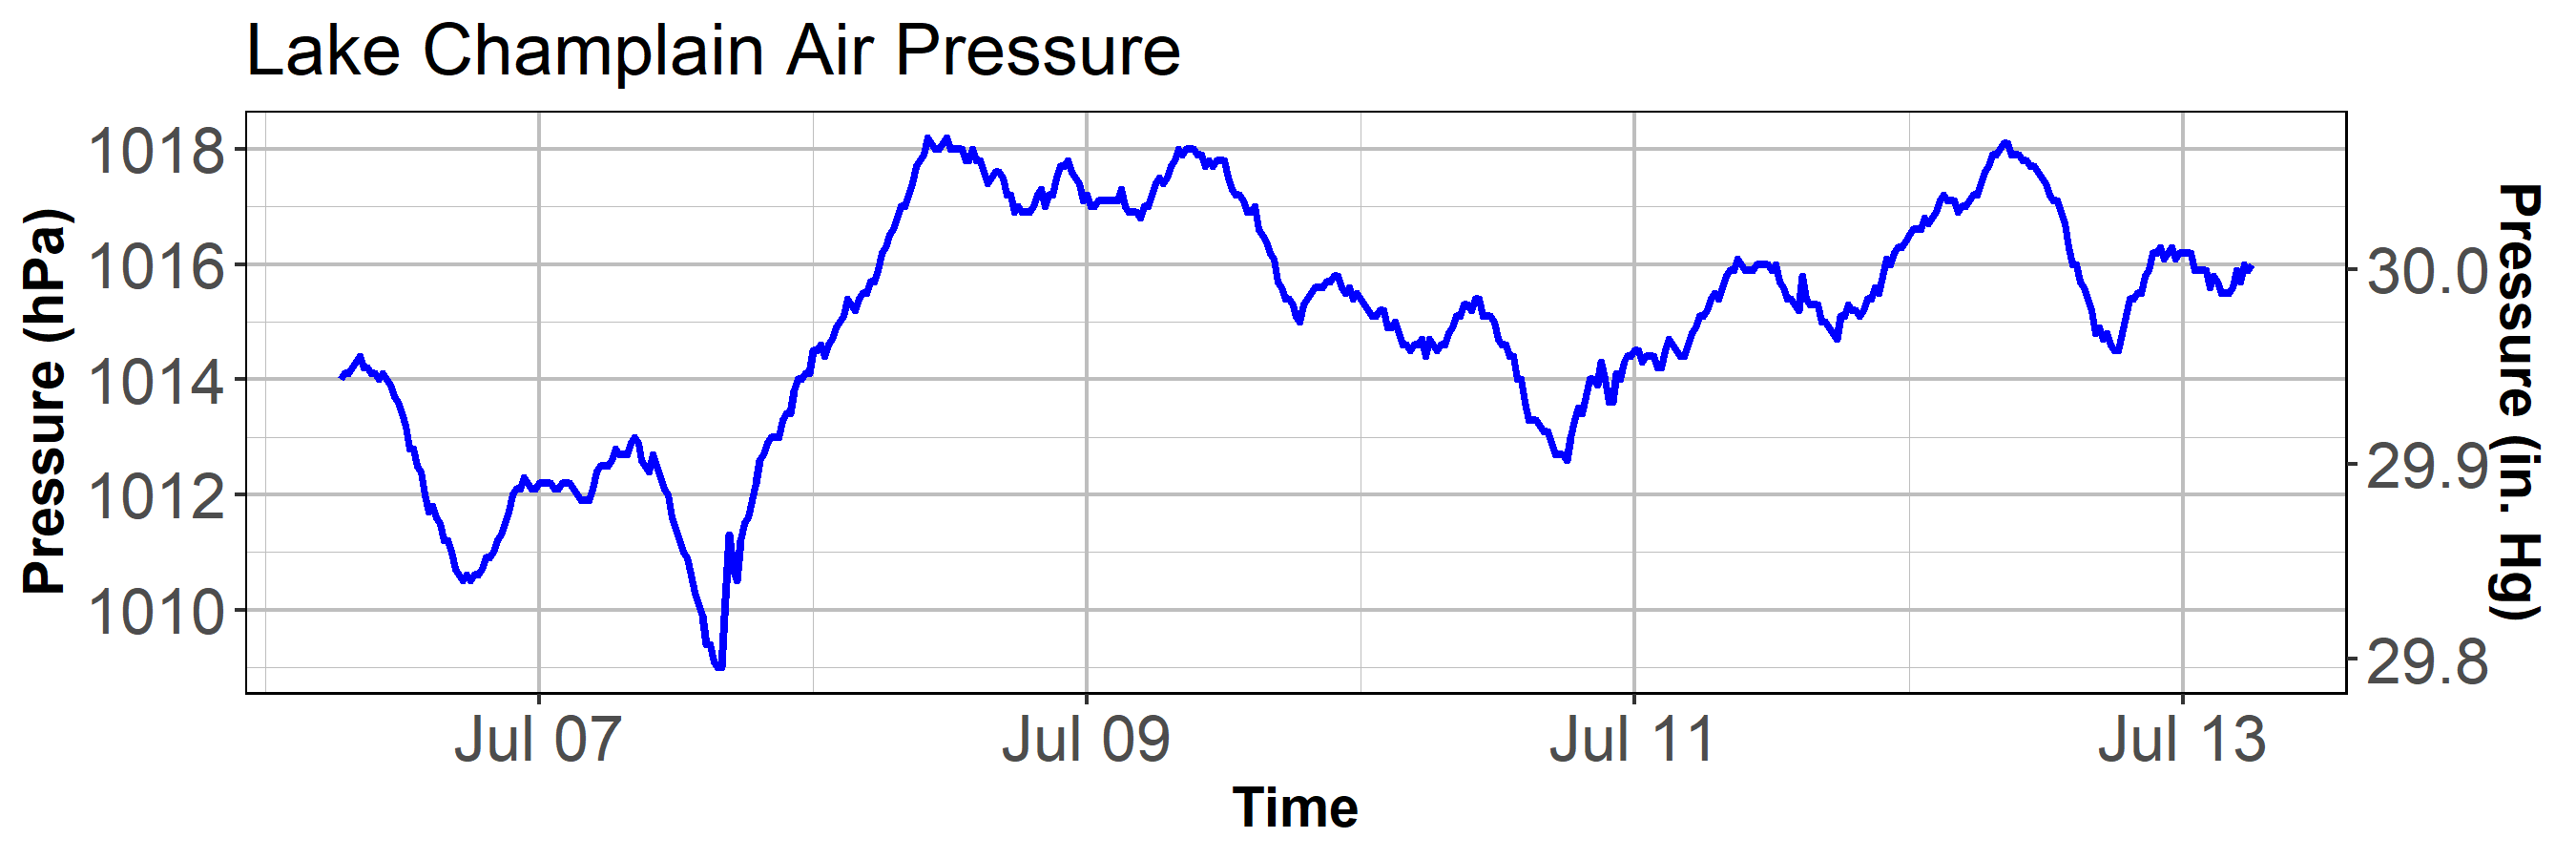 Lake Champlain Air Pressure
Pressure (hPa)
1018
1016
1014
1012
1010
30.0
29.9
29.8
Pressure (in. Hg)
Jul 07
Jul 09
Jul 11
Jul 13
Time